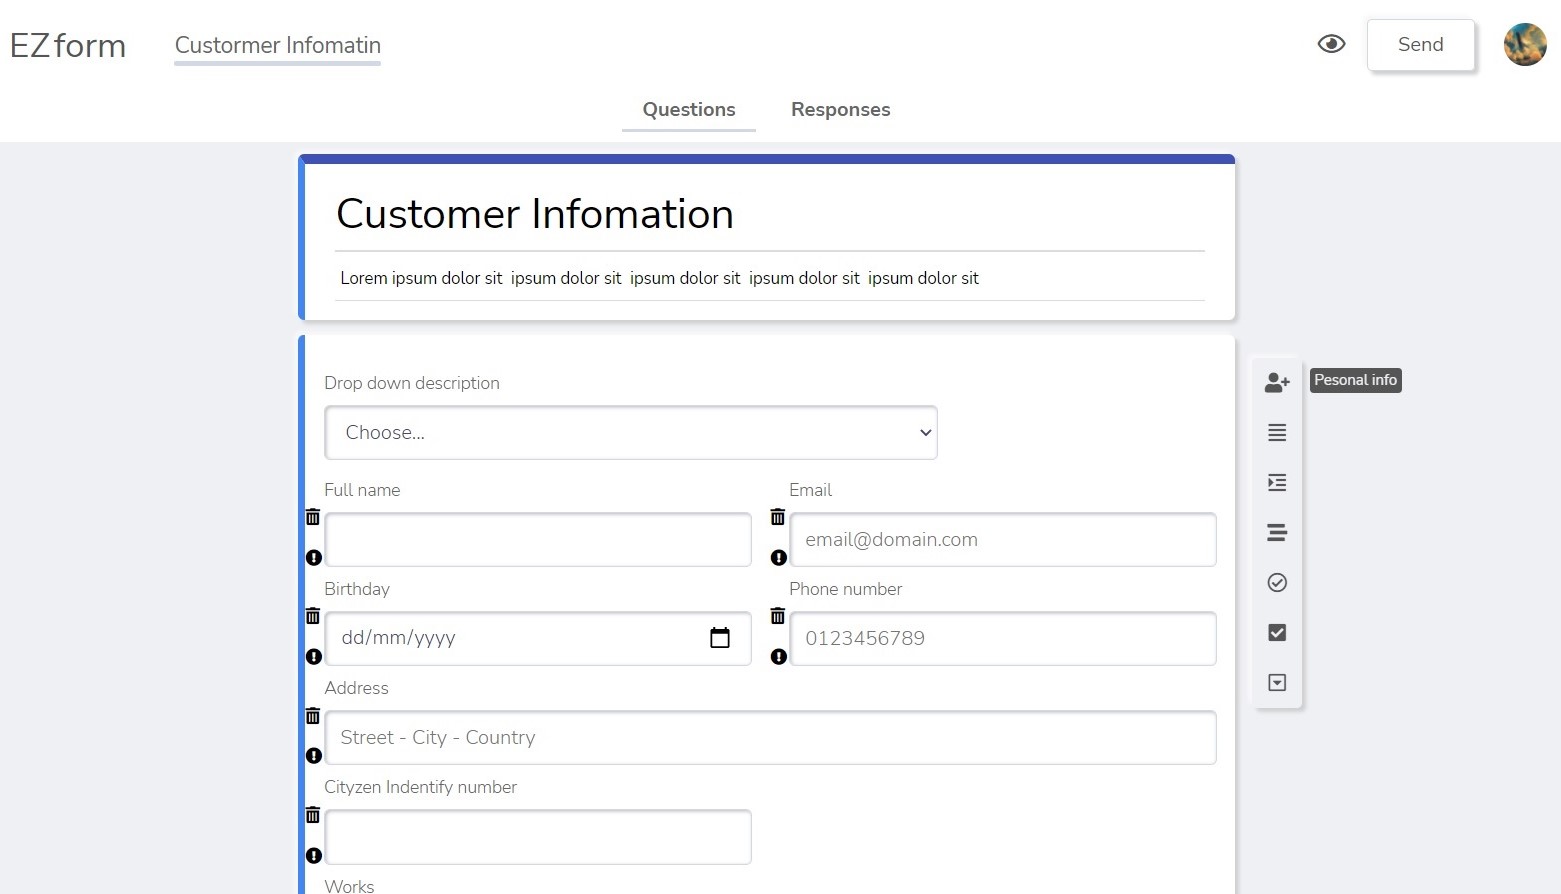 EZform
Custormer Infomatin
Send
Questions
Responses
Customer Infomation
Lorem ipsum dolor sit ipsum dolor sit ipsum dolor sit ipsum dolor sit ipsum dolor sit
Drop down description
Choose...
Pesonal info
Full name
Email
email@domain.com
Birthday
Phone number
dd/mm/yyyy
0123456789
Address
Street - City - Country
Cityzen Indentify number
Works